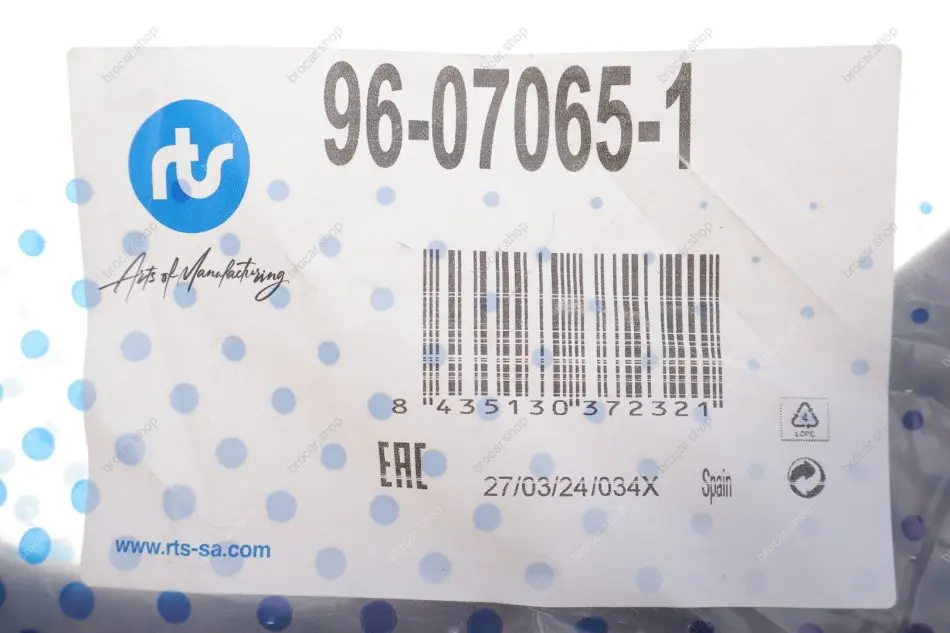 96-07065-1
rts
Arts of Manufacturing
8 435130 372321
4
LDPE
EAC
27/03/24/034X
Spain
www.rts-sa.com
brocar.shop